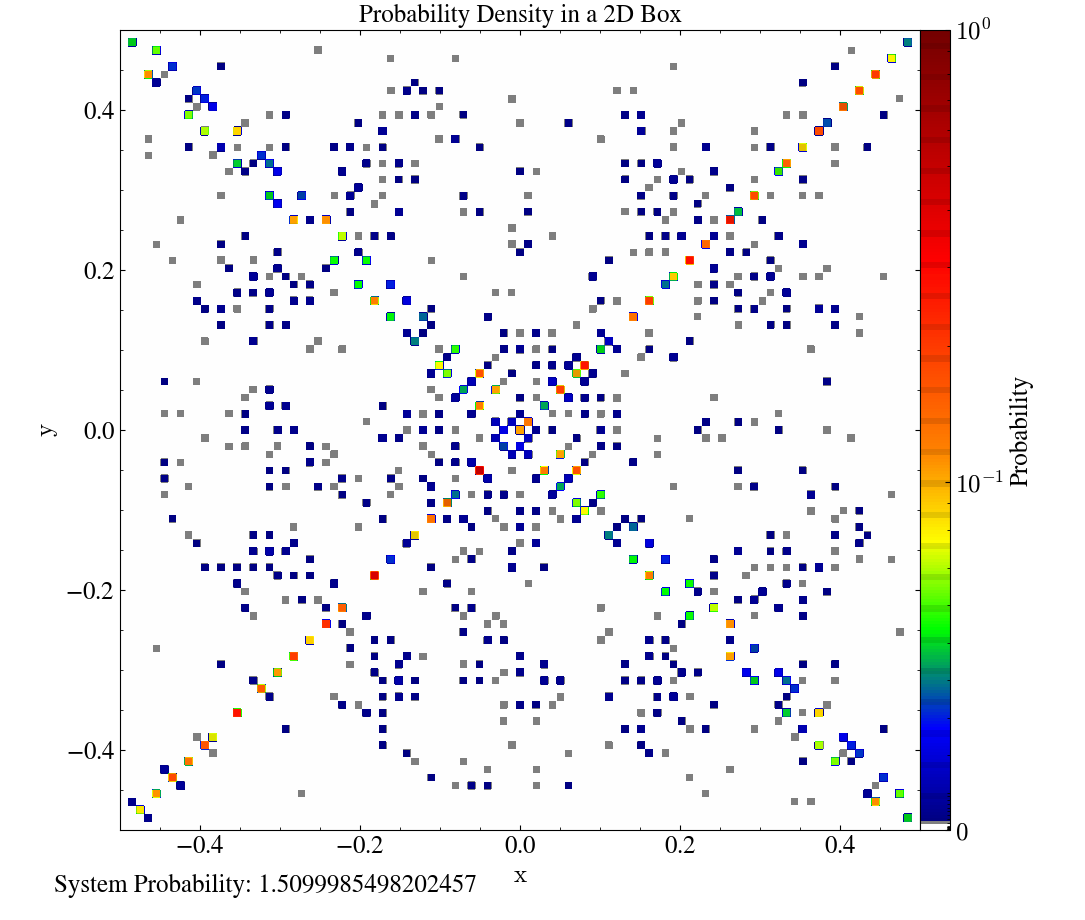 Probability Density in a 2D Box
10^0
0.4
0.2
y
0.0
Probability
10^−1
−0.2
−0.4
0
−0.4 −0.2 0.0 0.2 0.4
x
System Probability: 1.5099985498202457